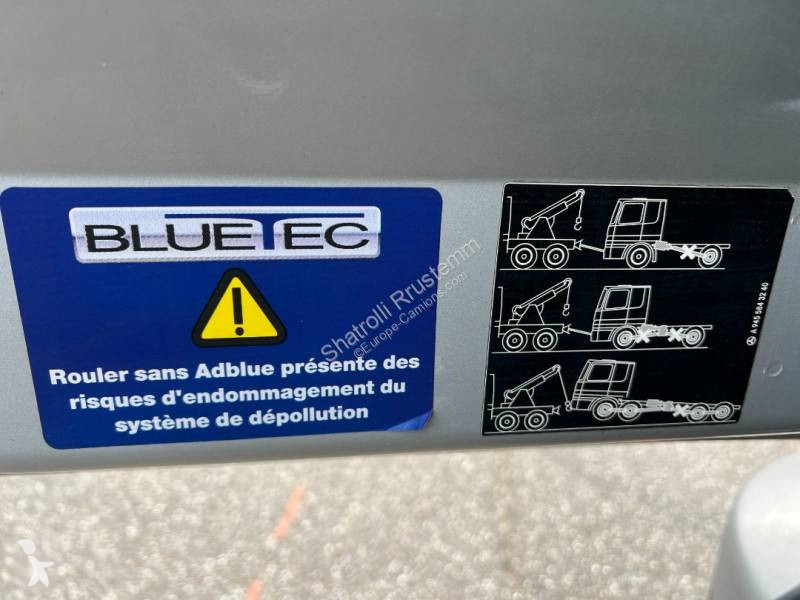 BLUETEC
Rouler sans Adblue présente des
risques d'endommagement du
système de dépollution
A 945 584 32 40
Shatrolli Rrustemm
©Europe-Camions.com